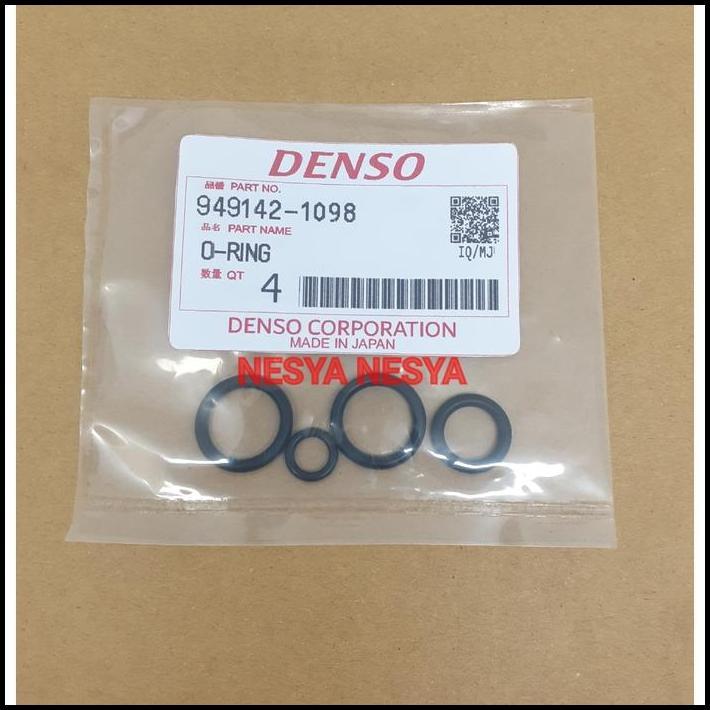 DENSO
品番 PART NO.
949142-1098
品名 PART NAME
O-RING
IQ/MJ
数量 QT 4
DENSO CORPORATION
MADE IN JAPAN
NESYA NESYA